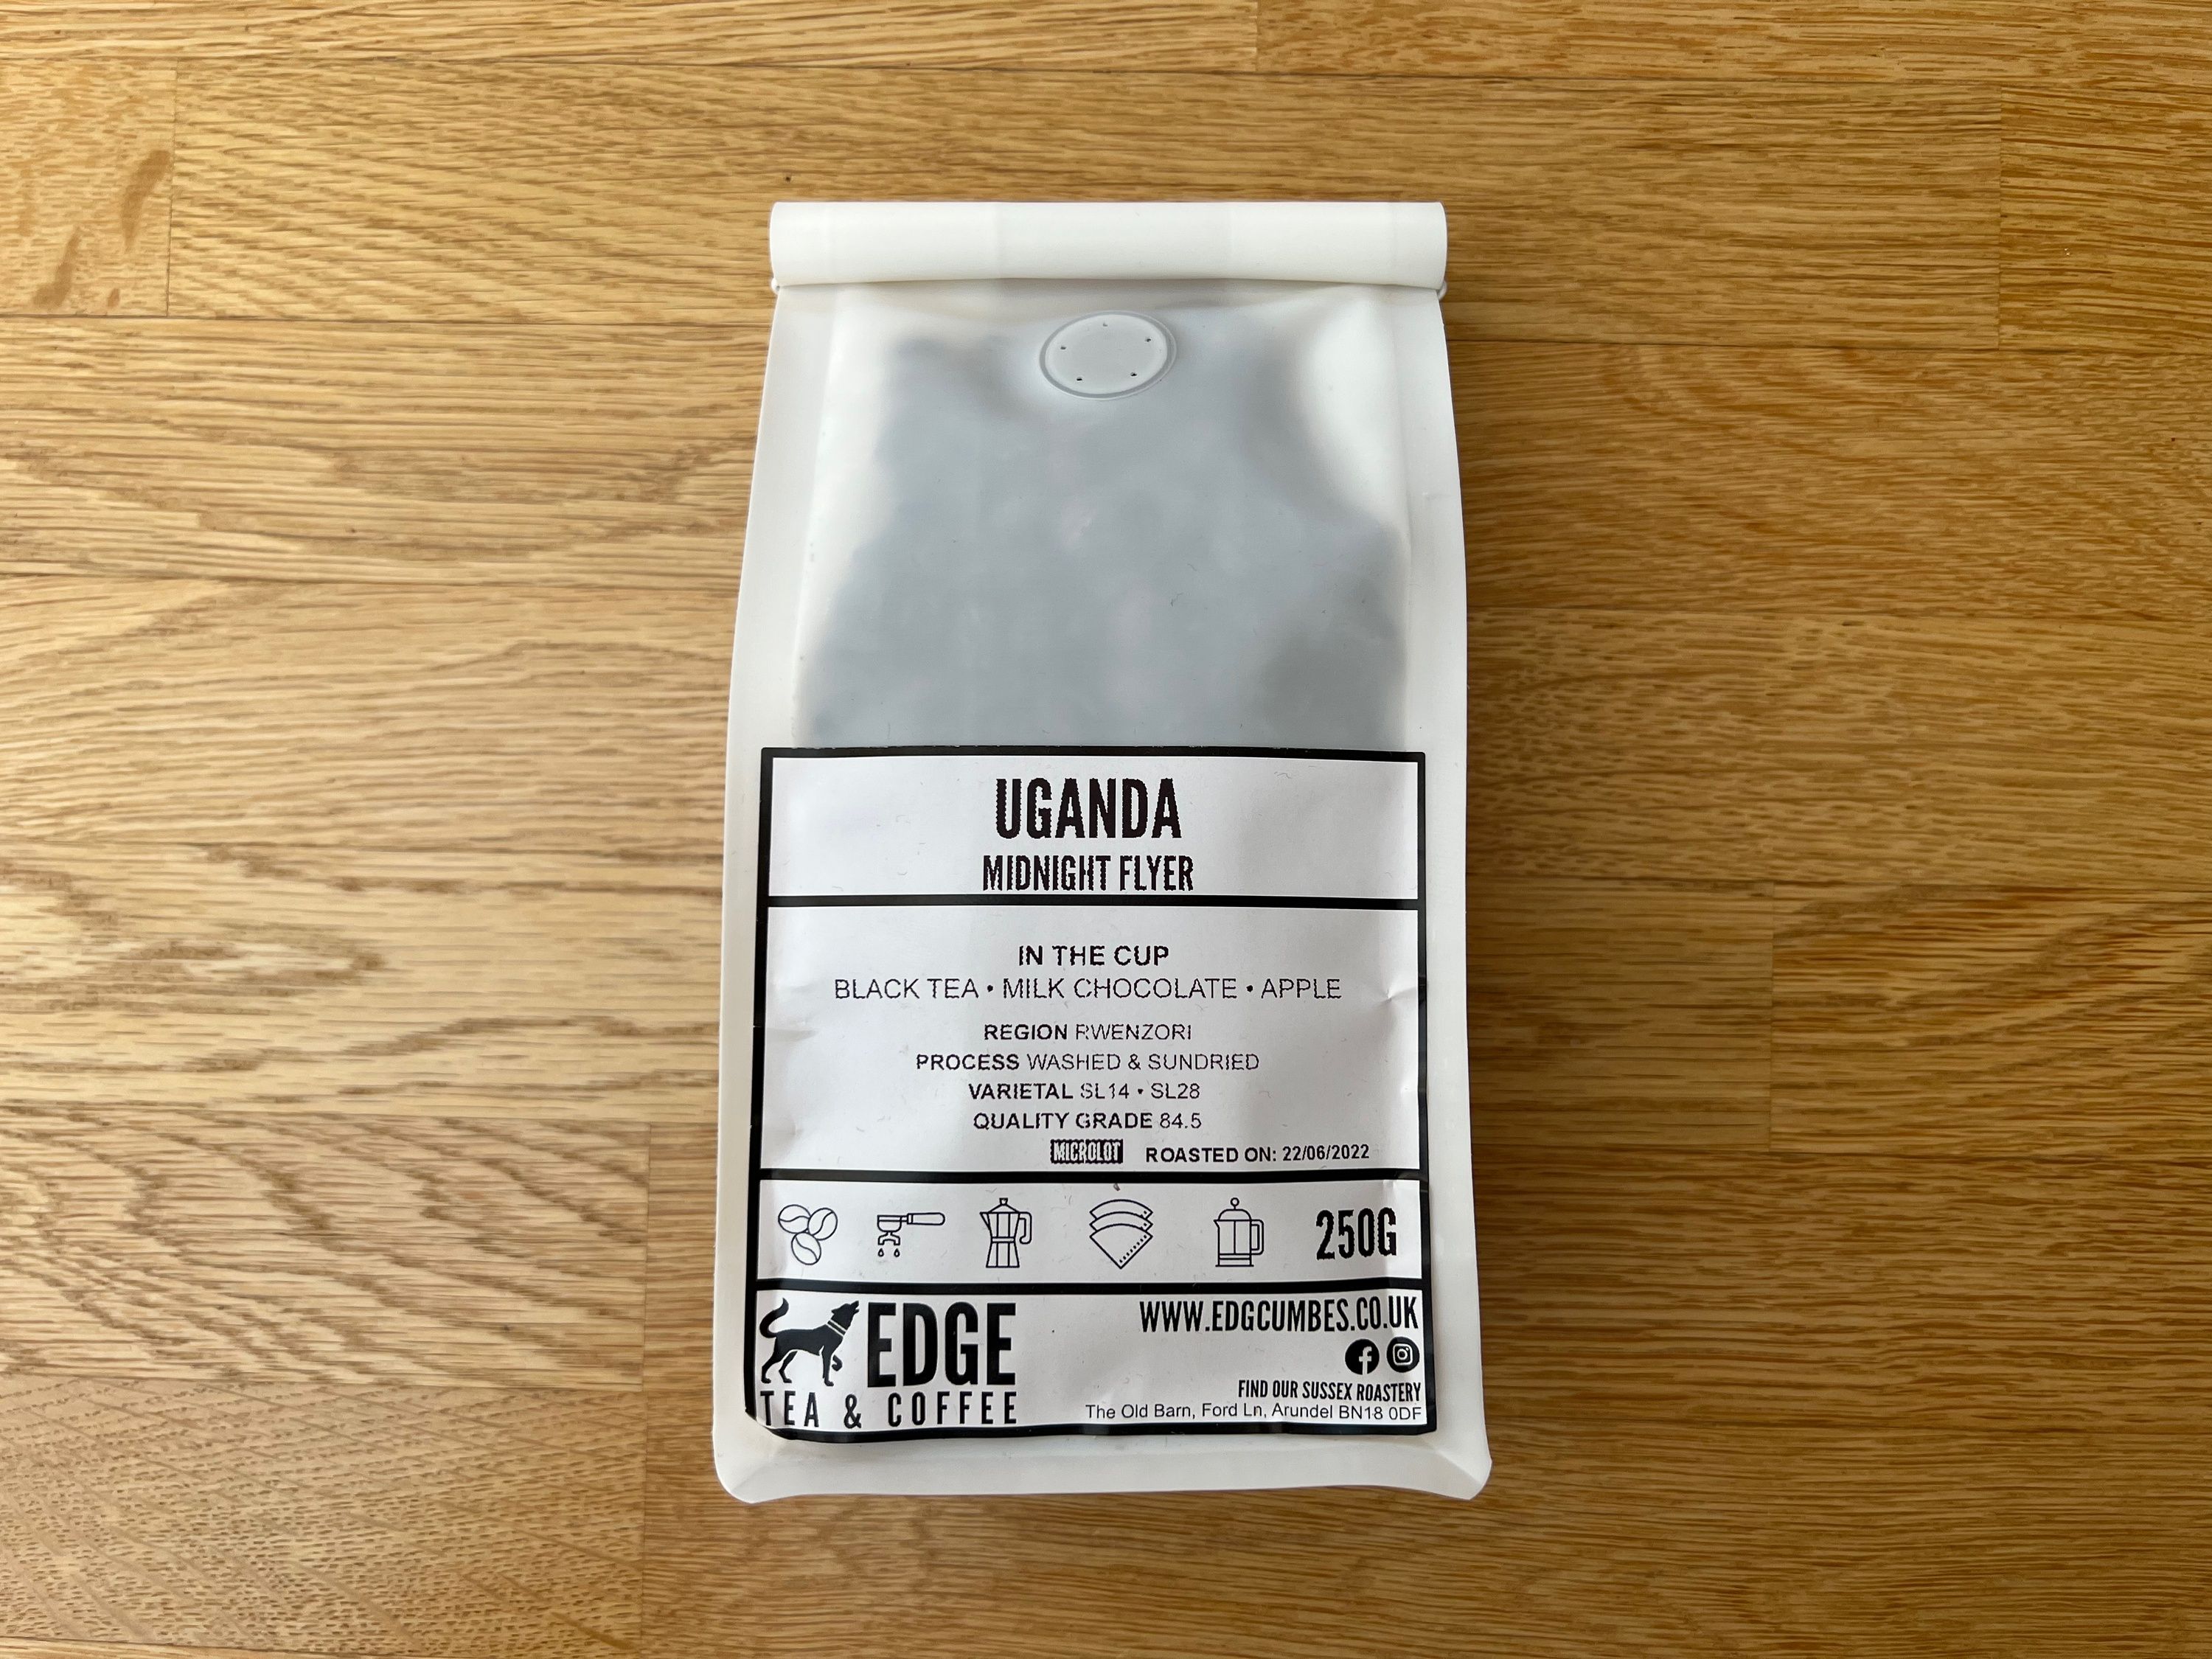 UGANDA
MIDNIGHT FLYER
IN THE CUP
BLACK TEA • MILK CHOCOLATE • APPLE
REGION RWENZORI
PROCESS WASHED & SUNDRIED
VARIETAL SL14 • SL28
QUALITY GRADE 84.5
MICROLOT ROASTED ON: 22/06/2022
250G
EDGE
TEA & COFFEE
WWW.EDGCUMBES.CO.UK
FIND OUR SUSSEX ROASTERY
The Old Barn, Ford Ln, Arundel BN18 0DF